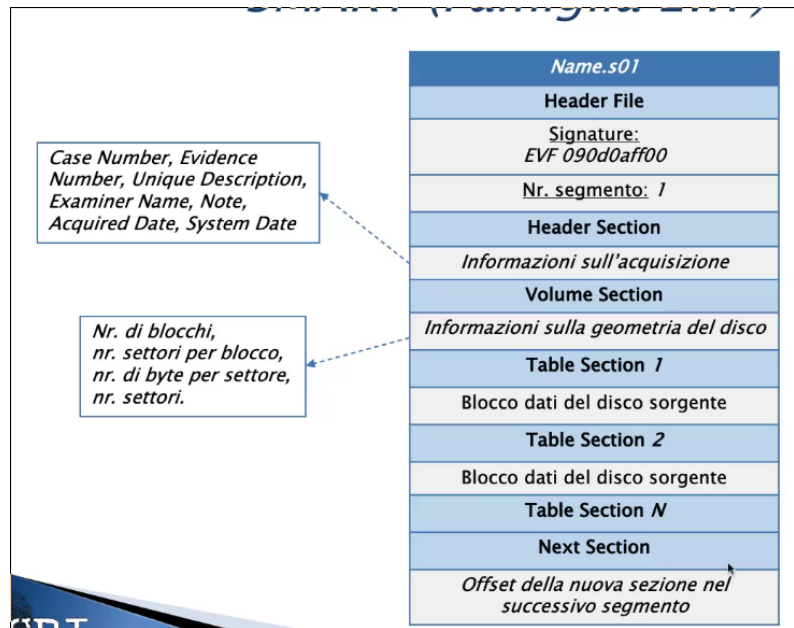 SMART (Famiglia EWF)
Name.s01
Header File
Signature:
EVF 090d0aff00
Nr. segmento: 1
Header Section
Informazioni sull'acquisizione
Volume Section
Informazioni sulla geometria del disco
Table Section 1
Blocco dati del disco sorgente
Table Section 2
Blocco dati del disco sorgente
Table Section N
Next Section
Offset della nuova sezione nel
successivo segmento
Case Number, Evidence
Number, Unique Description,
Examiner Name, Note,
Acquired Date, System Date
Nr. di blocchi,
nr. settori per blocco,
nr. di byte per settore,
nr. settori.